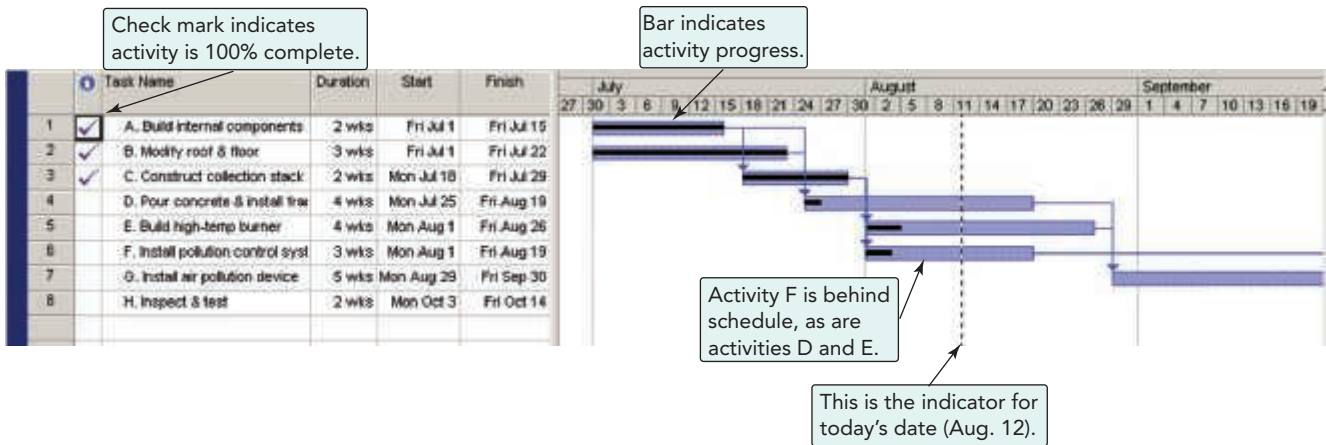 Check mark indicates
activity is 100% complete.
Bar indicates
activity progress.
Task Name Duration Start Finish
July August September
27 30 3 6 9 12 15 18 21 24 27 30 2 5 8 11 14 17 20 23 26 29 1 4 7 10 13 16 19
1 A. Build internal components 2 wks Fri Jul 1 Fri Jul 15
2 B. Modify roof & floor 3 wks Fri Jul 1 Fri Jul 22
3 C. Construct collection stack 2 wks Mon Jul 18 Fri Jul 29
4 D. Pour concrete & install frar 4 wks Mon Jul 25 Fri Aug 19
5 E. Build high-temp burner 4 wks Mon Aug 1 Fri Aug 26
6 F. Install pollution control syst 3 wks Mon Aug 1 Fri Aug 19
7 G. Install air pollution device 5 wks Mon Aug 29 Fri Sep 30
8 H. Inspect & test 2 wks Mon Oct 3 Fri Oct 14
Activity F is behind
schedule, as are
activities D and E.
This is the indicator for
today's date (Aug. 12).